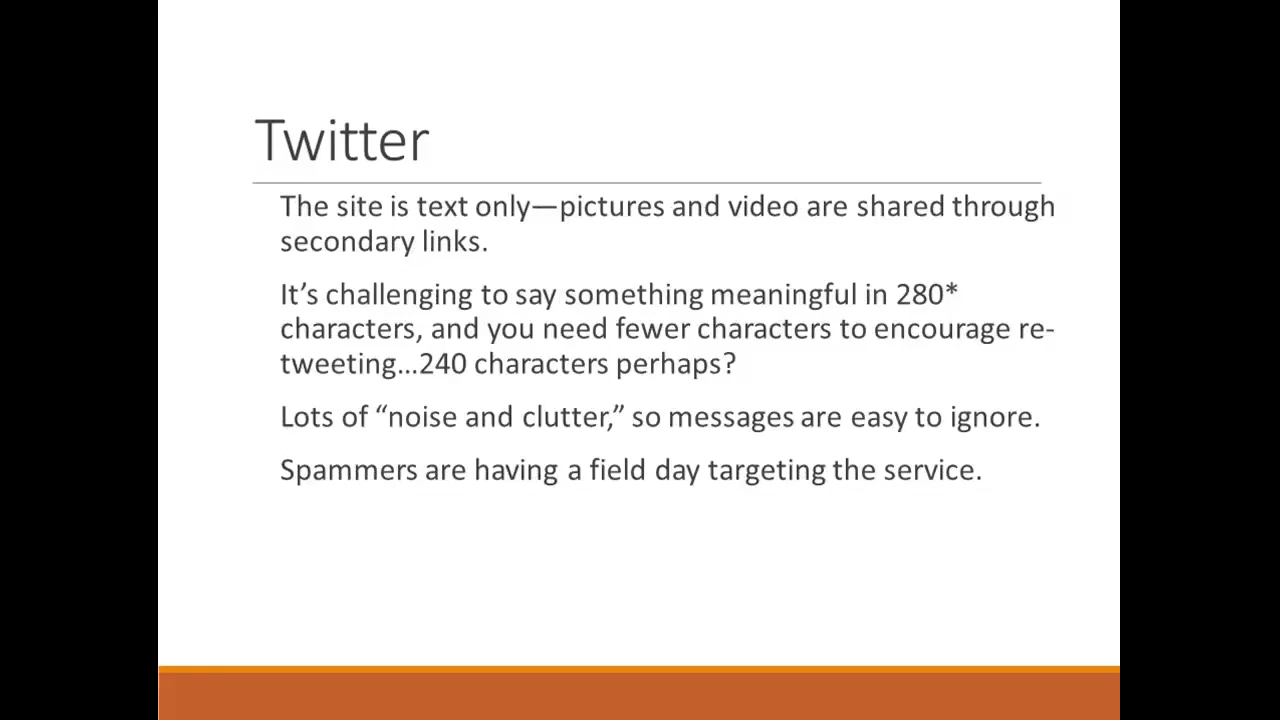 Twitter
The site is text only—pictures and video are shared through
secondary links.
It’s challenging to say something meaningful in 280*
characters, and you need fewer characters to encourage re-
tweeting…240 characters perhaps?
Lots of “noise and clutter,” so messages are easy to ignore.
Spammers are having a field day targeting the service.